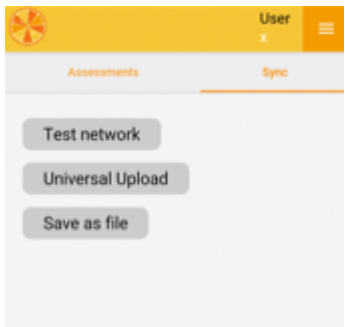 User
x
Assessments Sync
Test network
Universal Upload
Save as file